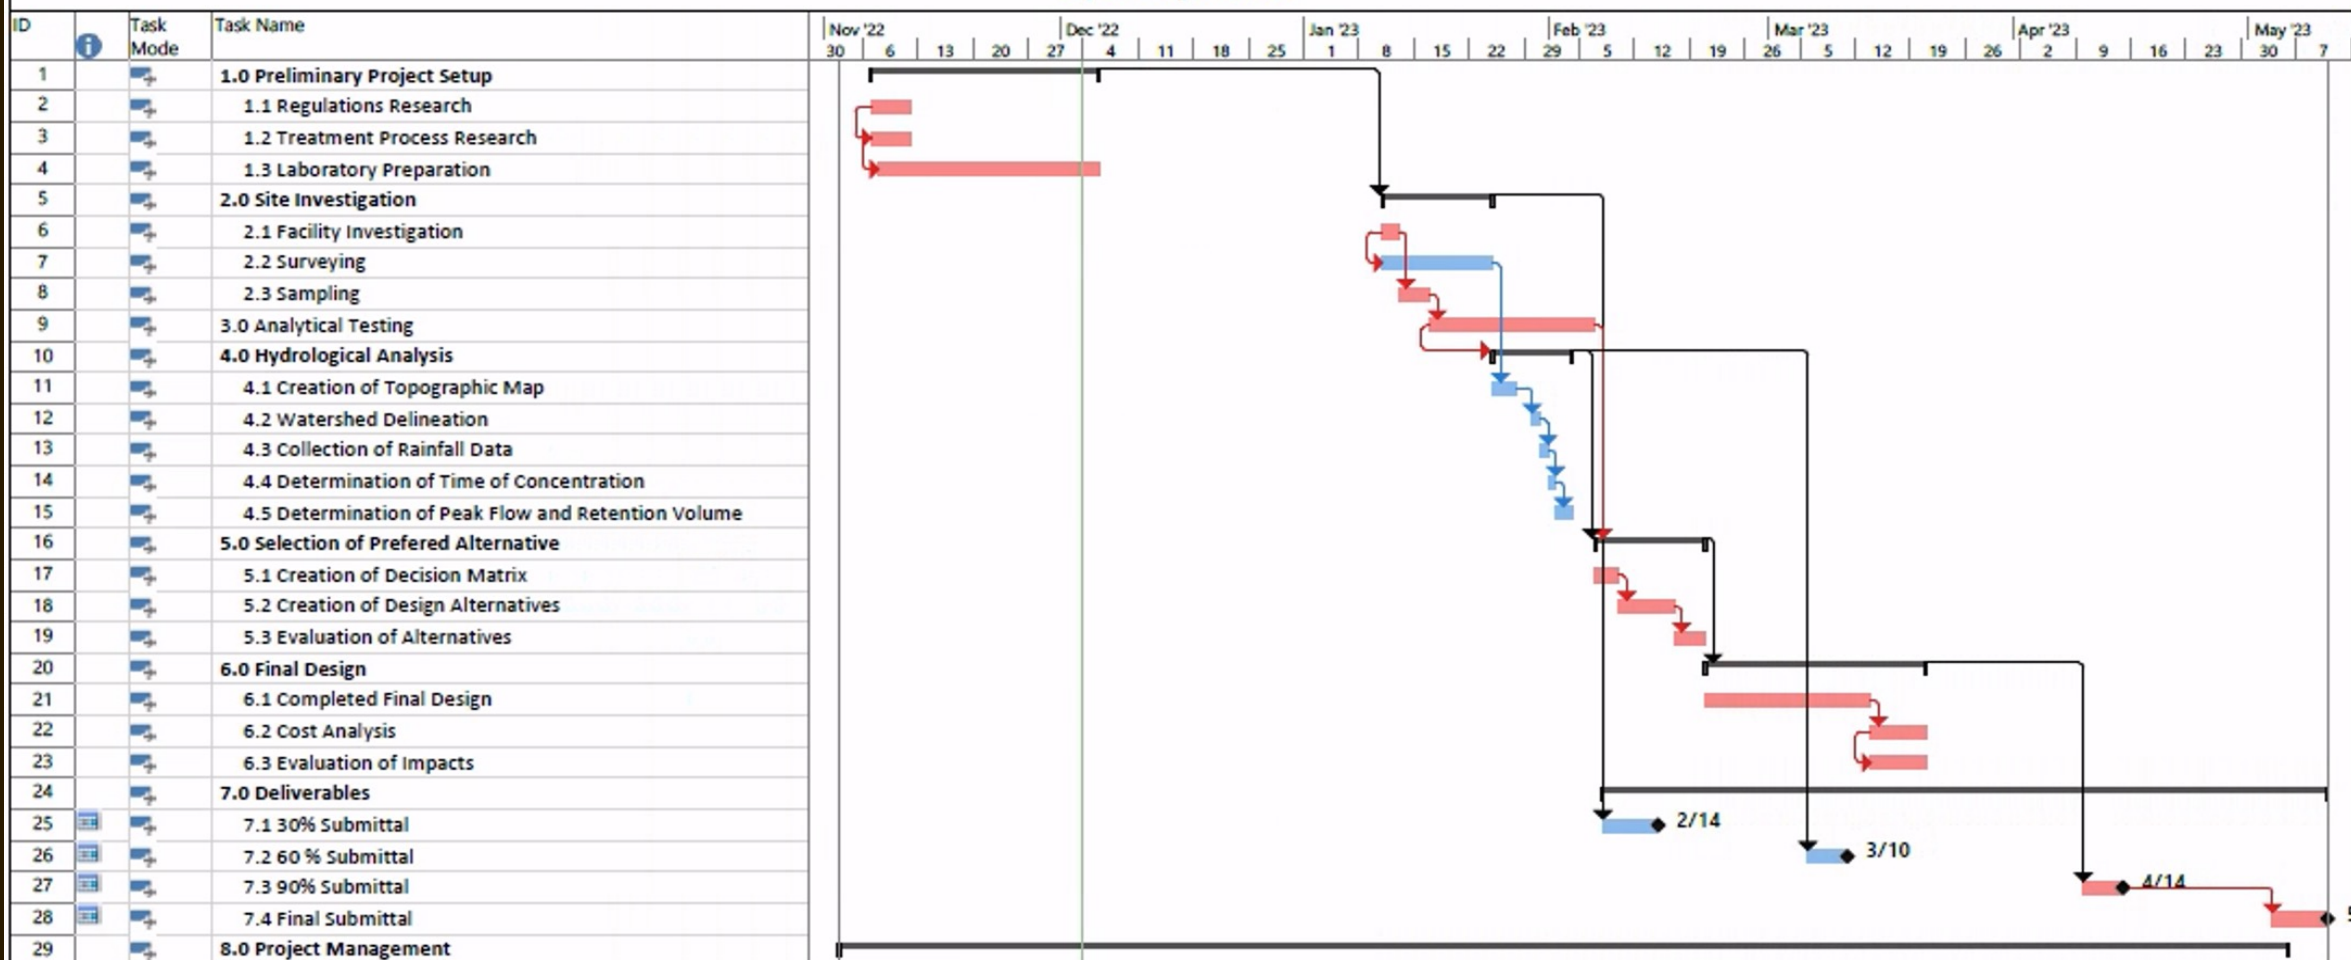 ID Task Mode Task Name Nov '22 Dec '22 Jan '23 Feb '23 Mar '23 Apr '23 May '23
30 6 13 20 27 4 11 18 25 1 8 15 22 29 5 12 19 26 5 12 19 26 2 9 16 23 30 7
1 1.0 Preliminary Project Setup
2 1.1 Regulations Research
3 1.2 Treatment Process Research
4 1.3 Laboratory Preparation
5 2.0 Site Investigation
6 2.1 Facility Investigation
7 2.2 Surveying
8 2.3 Sampling
9 3.0 Analytical Testing
10 4.0 Hydrological Analysis
11 4.1 Creation of Topographic Map
12 4.2 Watershed Delineation
13 4.3 Collection of Rainfall Data
14 4.4 Determination of Time of Concentration
15 4.5 Determination of Peak Flow and Retention Volume
16 5.0 Selection of Prefered Alternative
17 5.1 Creation of Decision Matrix
18 5.2 Creation of Design Alternatives
19 5.3 Evaluation of Alternatives
20 6.0 Final Design
21 6.1 Completed Final Design
22 6.2 Cost Analysis
23 6.3 Evaluation of Impacts
24 7.0 Deliverables
25 7.1 30% Submittal 2/14
26 7.2 60 % Submittal 3/10
27 7.3 90% Submittal 4/14
28 7.4 Final Submittal
29 8.0 Project Management